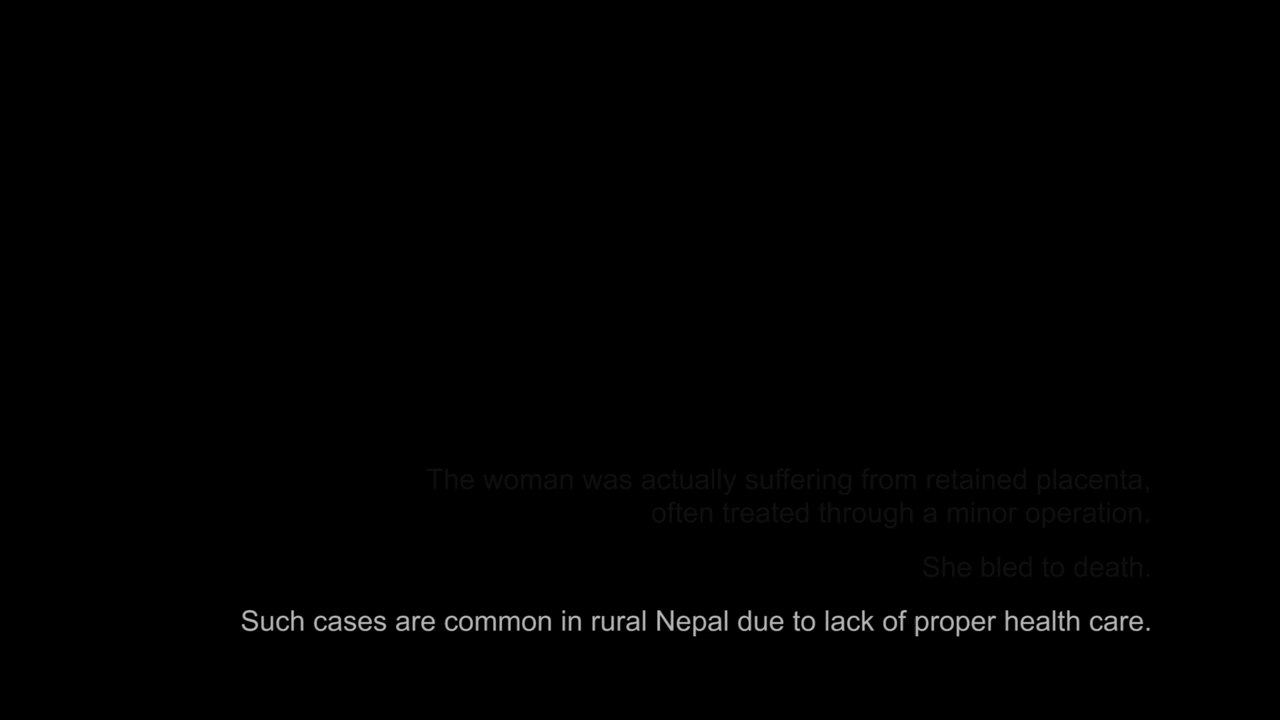 The woman was actually suffering from retained placenta,
often treated through a minor operation.
She bled to death.
Such cases are common in rural Nepal due to lack of proper health care.